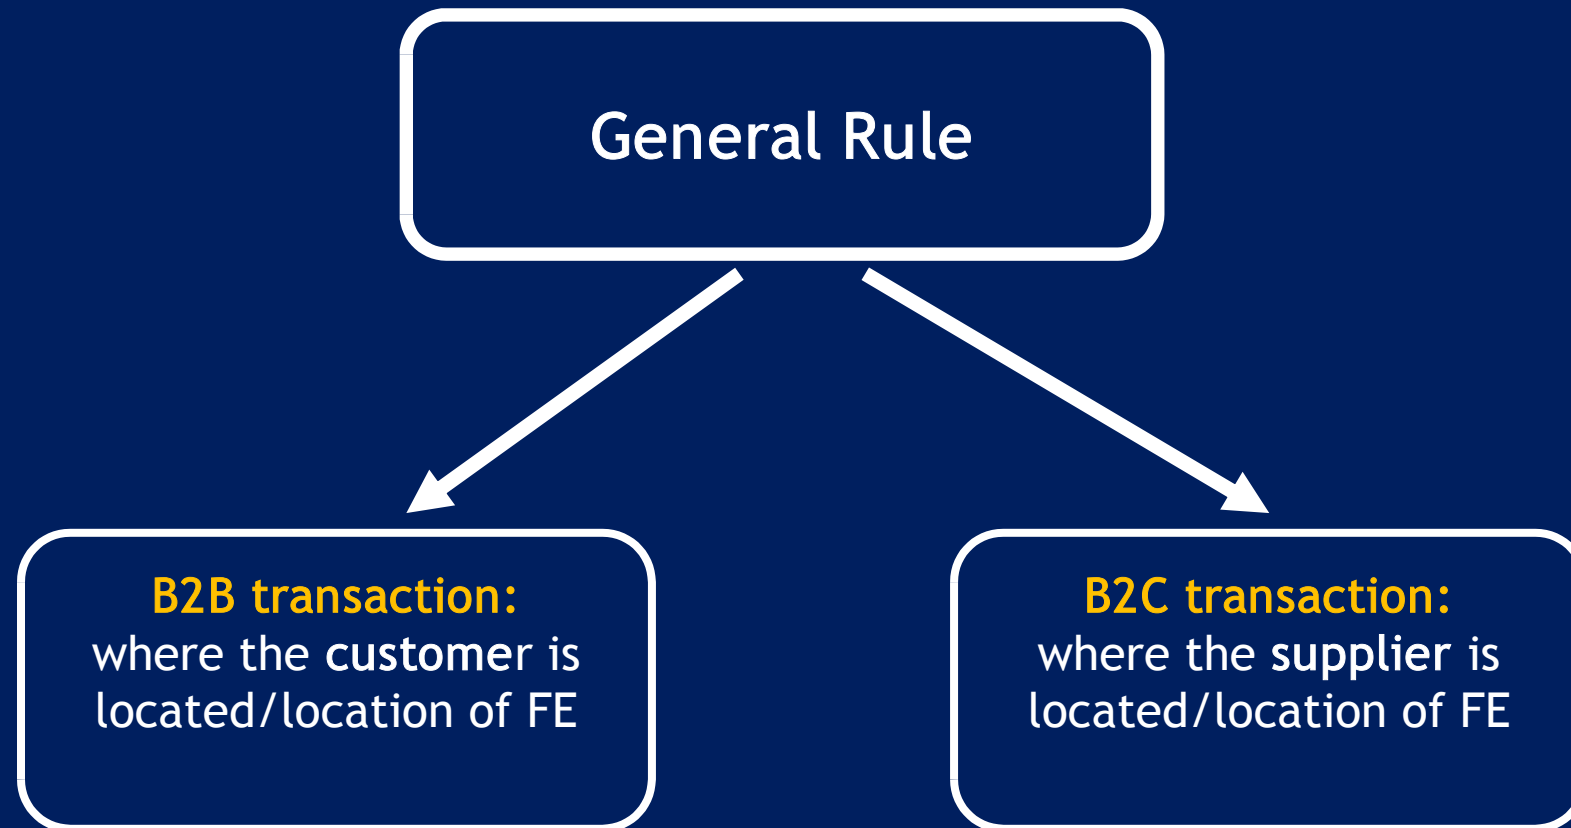 General Rule
B2B transaction:
where the customer is
located/location of FE
B2C transaction:
where the supplier is
located/location of FE